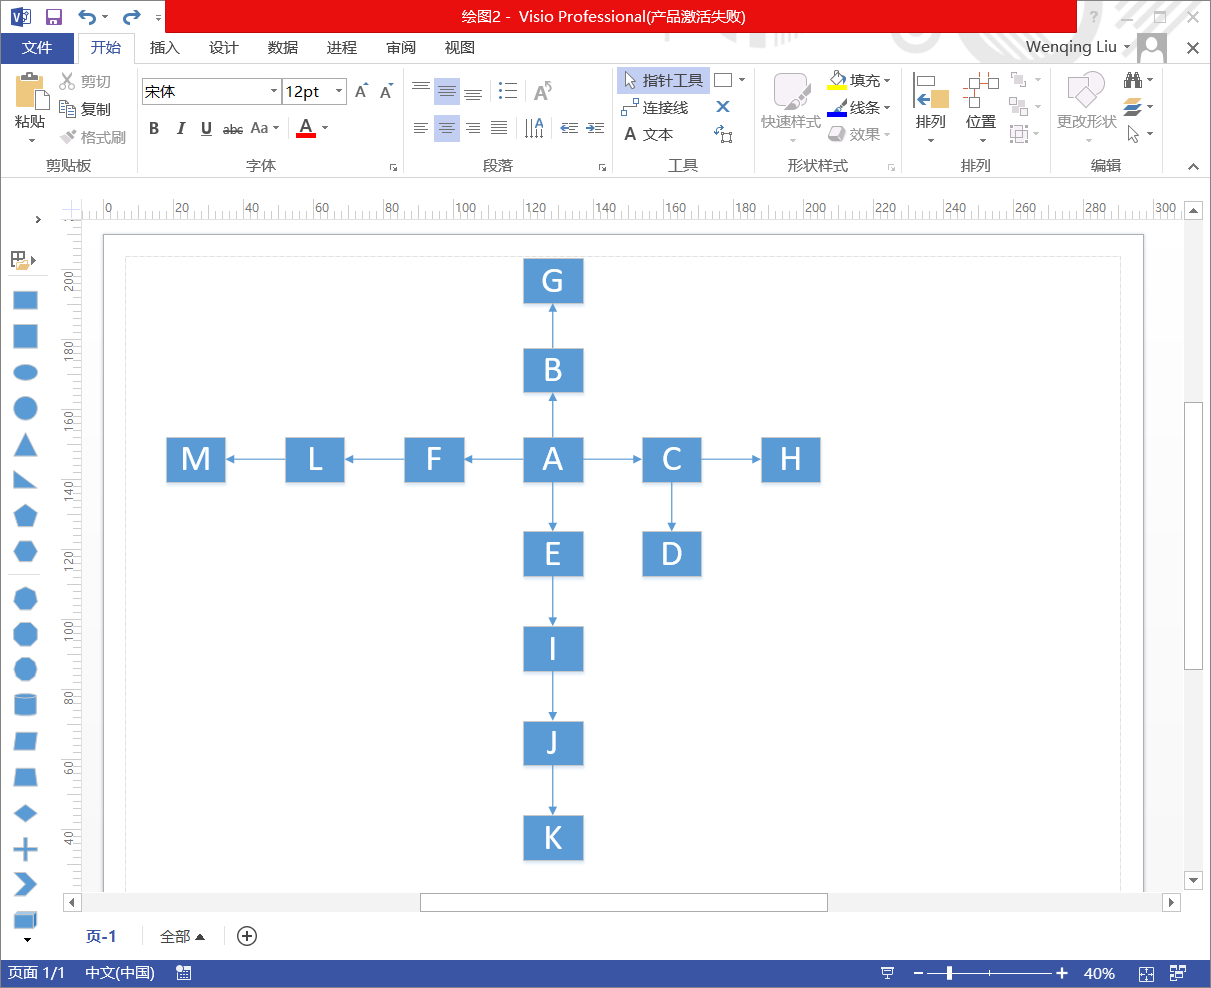 绘图2 - Visio Professional(产品激活失败)
文件 开始 插入 设计 数据 进程 审阅 视图 Wenqing Liu
粘贴 剪切 复制 格式刷
宋体 12pt
B I U abc Aa A
指针工具 连接线 A 文本
快速样式 填充 线条 效果
排列 位置 更改形状
剪贴板 字体 段落 工具 形状样式 排列 编辑
0 20 40 60 80 100 120 140 160 180 200 220 240 260 280 300
200
180
160
140
120
100
80
60
40
G
B
M L F A C H
E D
I
J
K
页-1 全部
页面 1/1 中文(中国) 40%